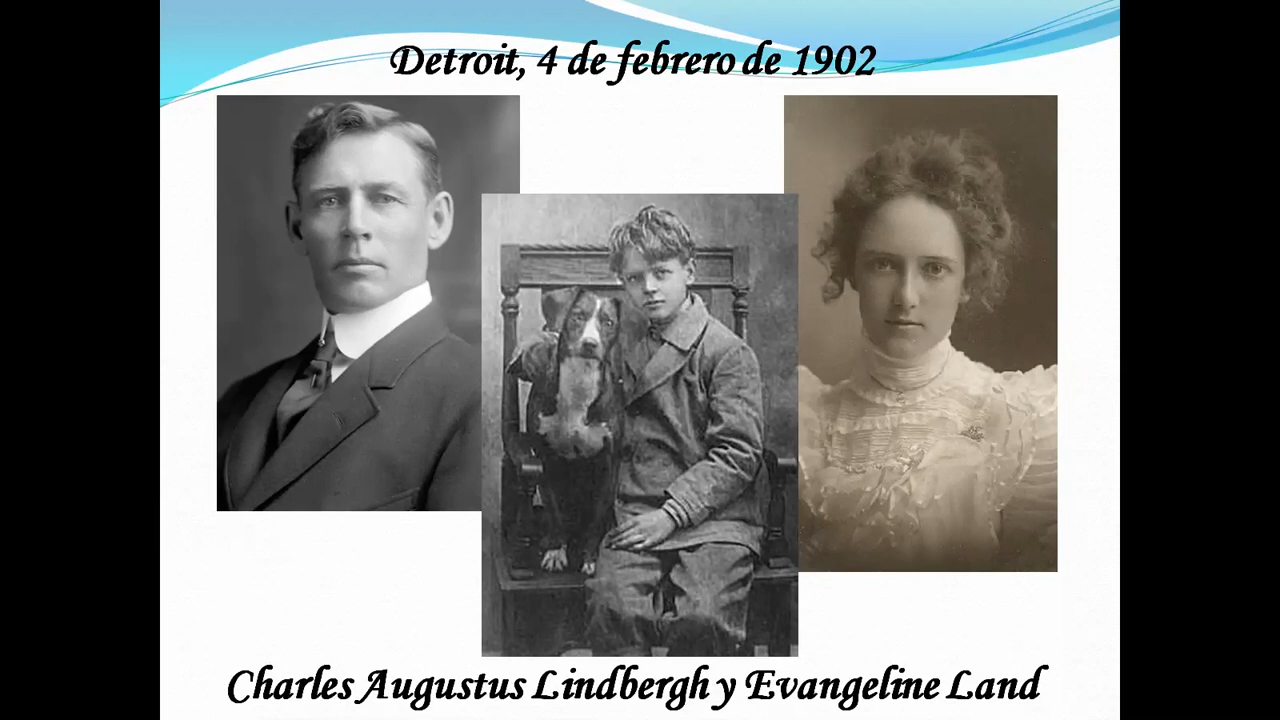 Detroit, 4 de febrero de 1902
Charles Augustus Lindbergh y Evangeline Land